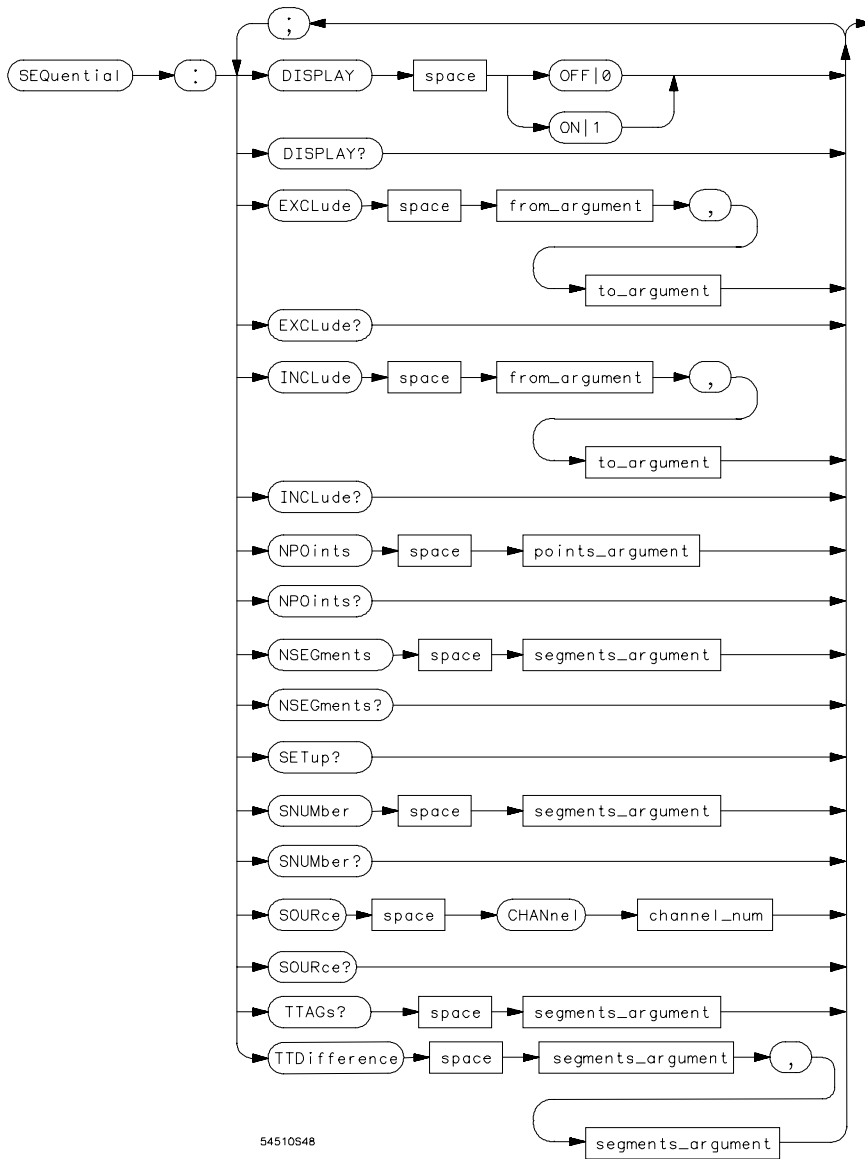 ;
SEQuential : DISPLAY space OFF|0
ON|1
DISPLAY?
EXCLude space from_argument ,
to_argument
EXCLude?
INCLude space from_argument ,
to_argument
INCLude?
NPOints space points_argument
NPOints?
NSEGments space segments_argument
NSEGments?
SETup?
SNUMber space segments_argument
SNUMber?
SOURce space CHANnel channel_num
SOURce?
TTAGs? space segments_argument
TTDifference space segments_argument ,
segments_argument
54510S48